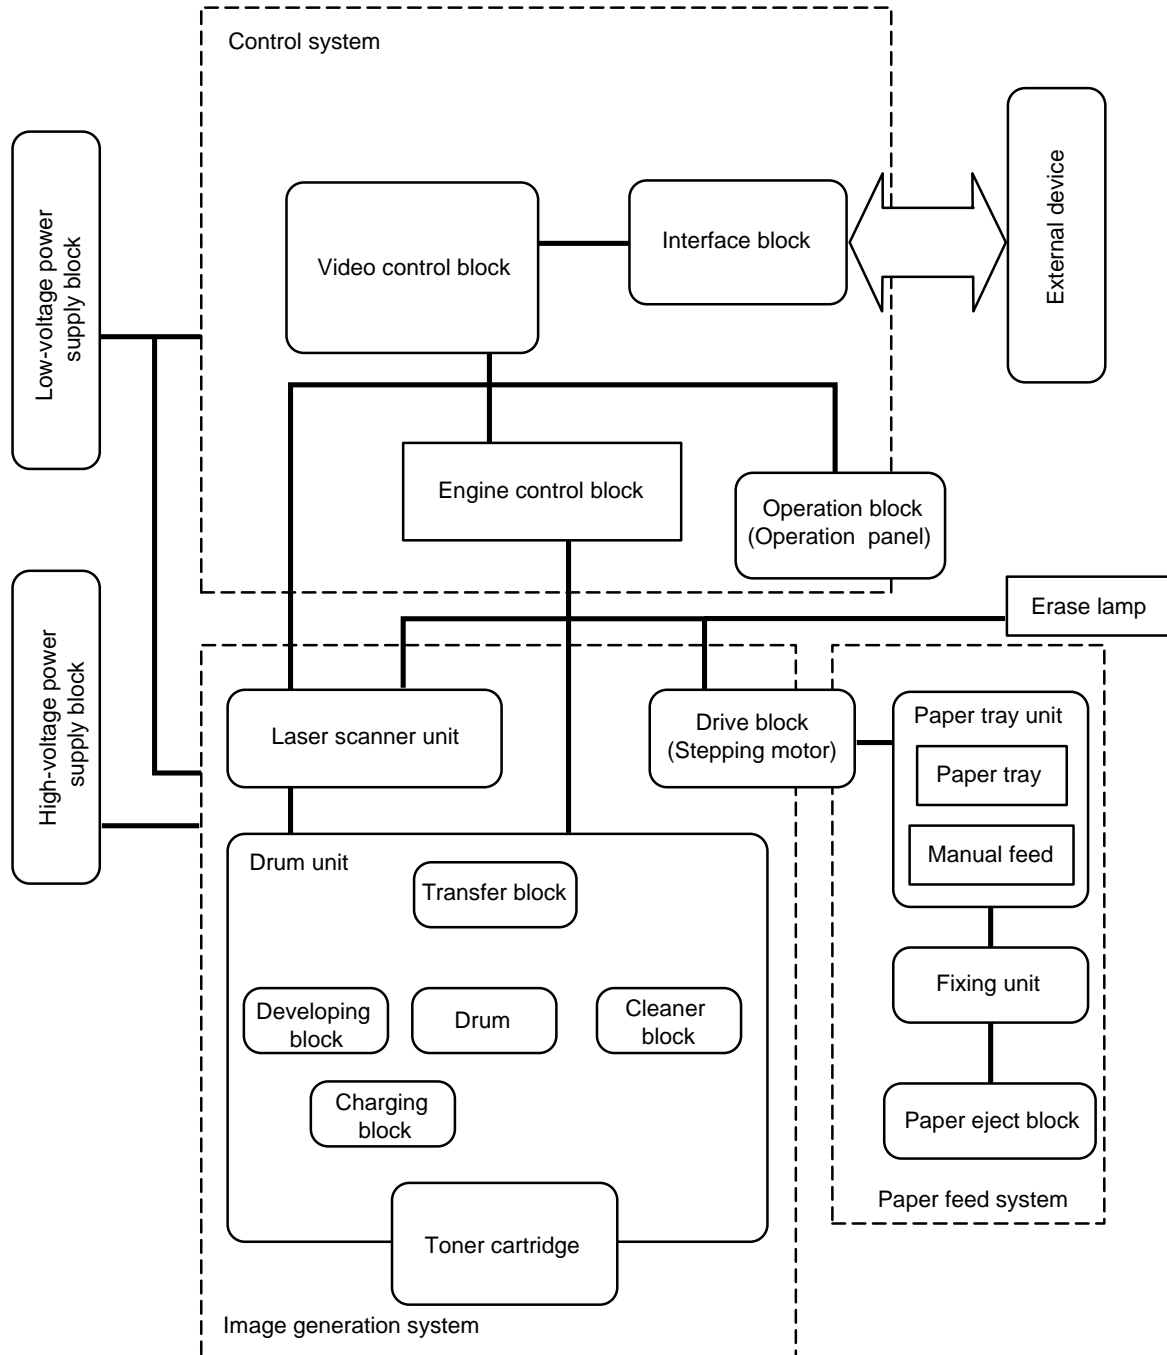 Control system
Low-voltage power
supply block
External device
Video control block
Interface block
Engine control block
Operation block
(Operation panel)
High-voltage power
supply block
Erase lamp
Laser scanner unit
Drive block
(Stepping motor)
Paper tray unit
Paper tray
Manual feed
Drum unit
Transfer block
Developing
block
Drum
Cleaner
block
Fixing unit
Charging
block
Paper eject block
Paper feed system
Toner cartridge
Image generation system